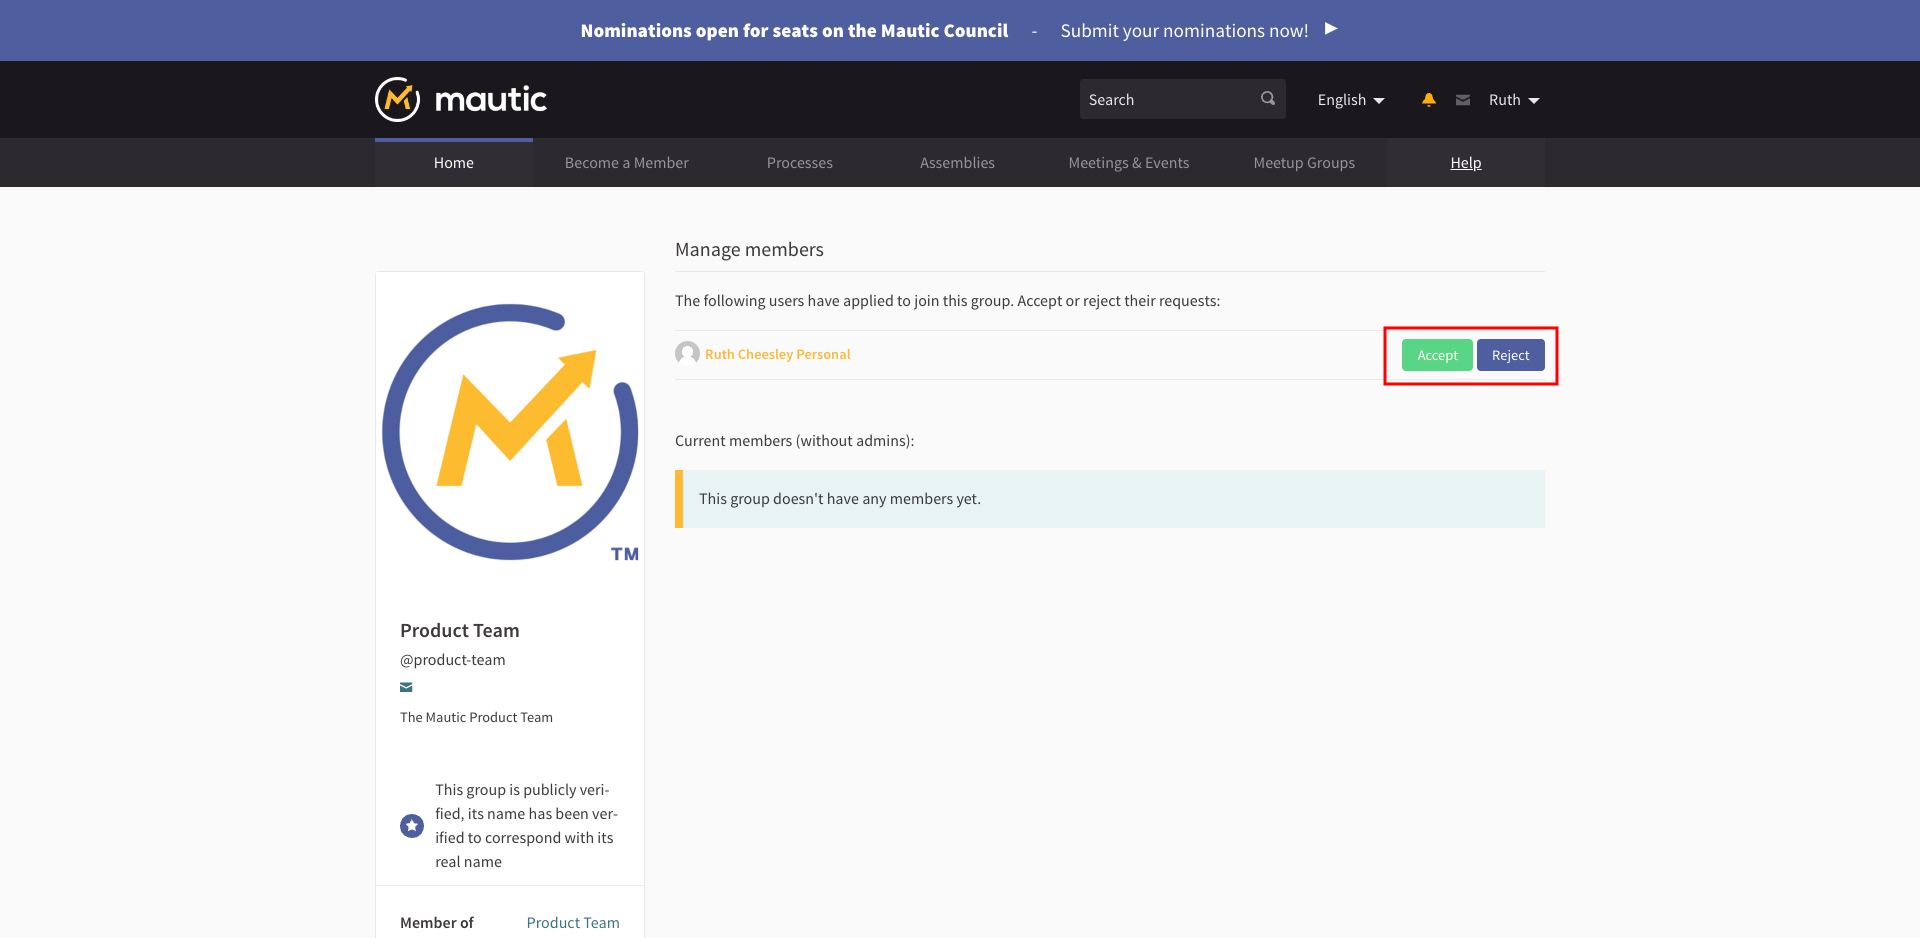 Nominations open for seats on the Mautic Council - Submit your nominations now!
mautic
Search
English
Ruth
Home
Become a Member
Processes
Assemblies
Meetings & Events
Meetup Groups
Help
Manage members
The following users have applied to join this group. Accept or reject their requests:
Ruth Cheesley Personal
Accept
Reject
Current members (without admins):
This group doesn't have any members yet.
TM
Product Team
@product-team
The Mautic Product Team
This group is publicly veri-
fied, its name has been ver-
ified to correspond with its
real name
Member of
Product Team